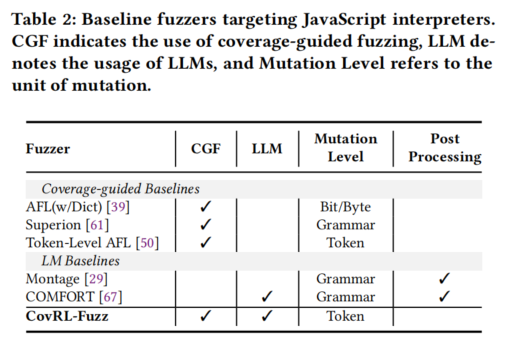 Table 2: Baseline fuzzers targeting JavaScript interpreters.
CGF indicates the use of coverage-guided fuzzing, LLM de-
notes the usage of LLMs, and Mutation Level refers to the
unit of mutation.
Fuzzer CGF LLM Mutation Level Post Processing
Coverage-guided Baselines
AFL(w/Dict) [39] ✓ Bit/Byte
Superion [61] ✓ Grammar
Token-Level AFL [50] ✓ Token
LM Baselines
Montage [29] Grammar ✓
COMFORT [67] ✓ Grammar ✓
CovRL-Fuzz ✓ ✓ Token